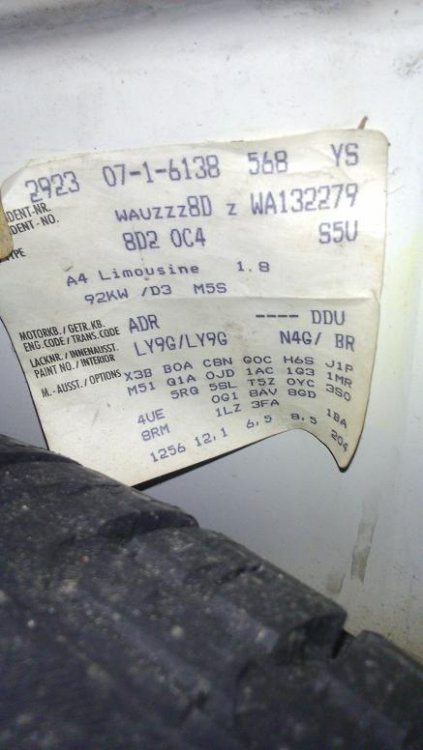 2923 07-1-6138 568 YS
IDENT-NR. WAUZZZ8D z WA132279
IDENT-NO.
8D2 0C4 S5U
TYPE
A4 Limousine 1.8
92KW /D3 M5S
MOTORKB. / GETR.KB. ADR ---- DDU
ENG.CODE / TRANS.CODE
LACKNR. / INNENAUSST. LY9G/LY9G N4G/ BR
PAINT NO. / INTERIOR
M.-AUSST. / OPTIONS X3B B0A C8N G0C H6S J1P
M51 Q1A 0JD 1AC 1G3 1MR
5RQ 5SL T5Z 0YC 3S0
4UE 0G1 8AV 8GD
8RM 1LZ 3FA 1BA
1256 12,1 6,5 8,5 204